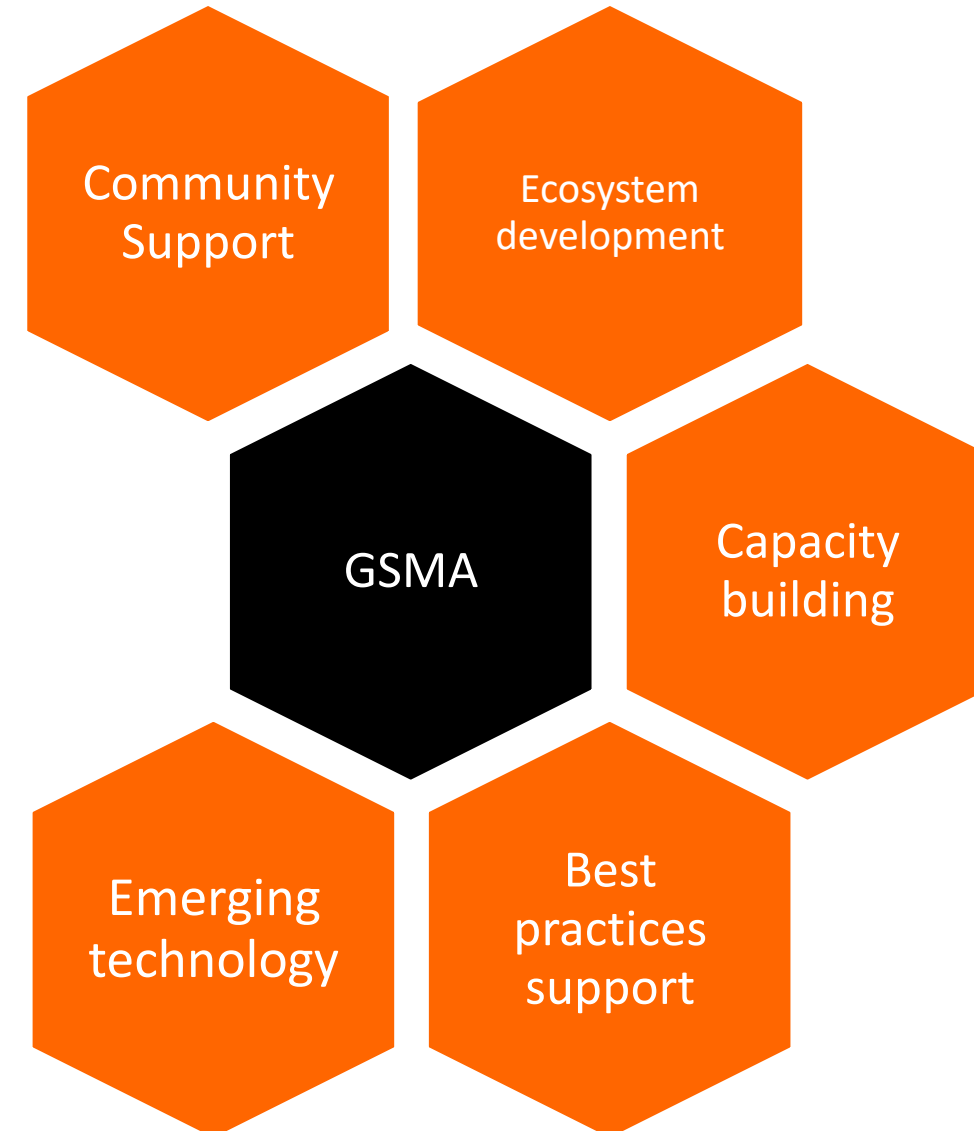 Community
Support
Ecosystem
development
GSMA
Capacity
building
Emerging
technology
Best
practices
support